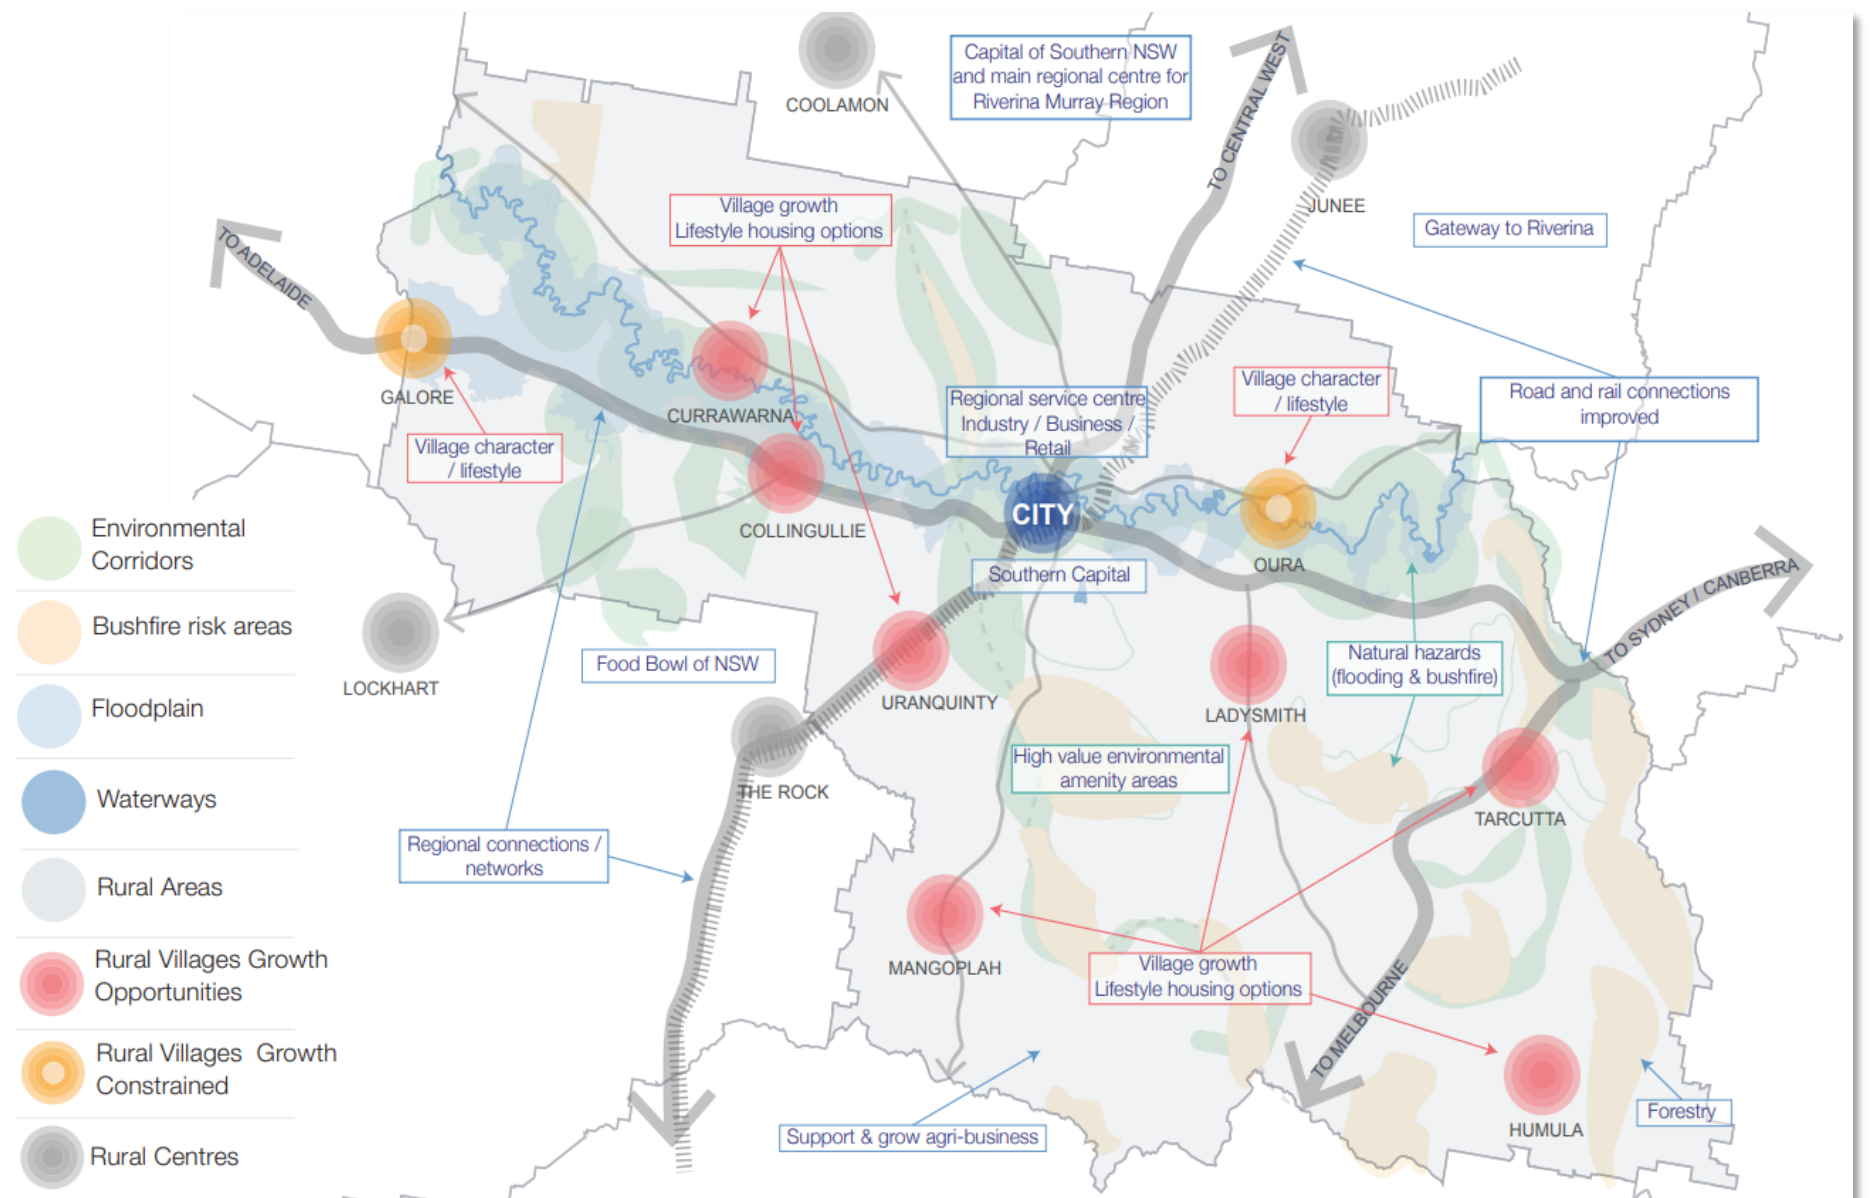 COOLAMON
Capital of Southern NSW
and main regional centre for
Riverina Murray Region
TO CENTRAL WEST
JUNEE
Gateway to Riverina
Village growth
Lifestyle housing options
TO ADELAIDE
GALORE
Village character
/ lifestyle
CURRAWARNA
Regional service centre
Industry / Business /
Retail
Village character
/ lifestyle
Road and rail connections
improved
COLLINGULLIE
CITY
OURA
Southern Capital
TO SYDNEY / CANBERRA
LOCKHART
Food Bowl of NSW
URANQUINTY
LADYSMITH
Natural hazards
(flooding & bushfire)
THE ROCK
High value environmental
amenity areas
TARCUTTA
Regional connections /
networks
MANGOPLAH
Village growth
Lifestyle housing options
TO MELBOURNE
Support & grow agri-business
HUMULA
Forestry
Environmental
Corridors
Bushfire risk areas
Floodplain
Waterways
Rural Areas
Rural Villages Growth
Opportunities
Rural Villages Growth
Constrained
Rural Centres